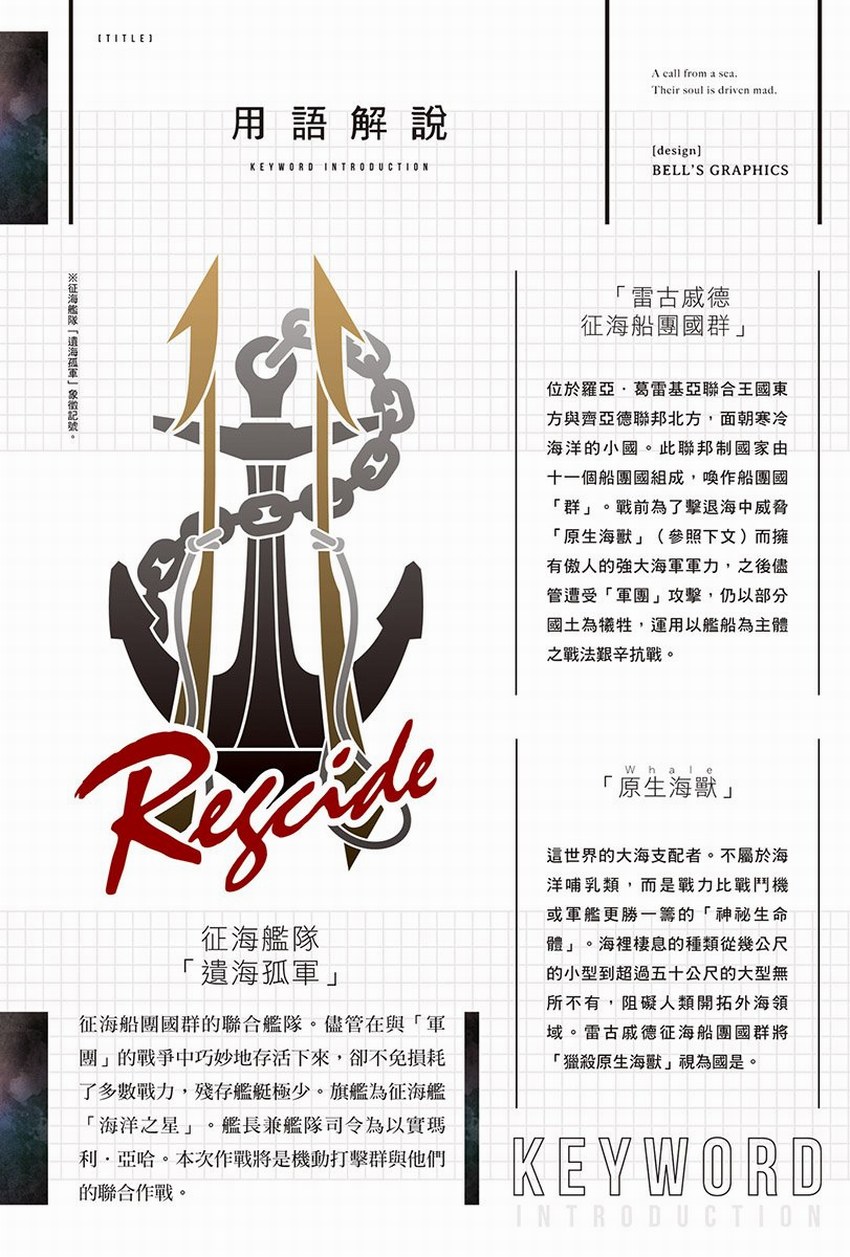 [TITLE]
用語解說
KEYWORD INTRODUCTION
A call from a sea.
Their soul is driven mad.
[design]
BELL'S GRAPHICS
※征海艦隊「遺海孤軍」象徵記號。
Regcide
征海艦隊
「遺海孤軍」
征海船團國群的聯合艦隊。儘管在與「軍
團」的戰爭中巧妙地存活下來，卻不免損耗
了多數戰力，殘存艦艇極少。旗艦為征海艦
「海洋之星」。艦長兼艦隊司令為以實瑪
利．亞哈。本次作戰將是機動打擊群與他們
的聯合作戰。
「雷古戚德
征海船團國群」
位於羅亞．葛雷基亞聯合王國東
方與齊亞德聯邦北方，面朝寒冷
海洋的小國。此聯邦制國家由
十一個船團國組成，喚作船團國
「群」。戰前為了擊退海中威脅
「原生海獸」（參照下文）而擁
有傲人的強大海軍軍力，之後儘
管遭受「軍團」攻擊，仍以部分
國土為犧牲，運用以艦船為主體
之戰法艱辛抗戰。
Whale
「原生海獸」
這世界的大海支配者。不屬於海
洋哺乳類，而是戰力比戰鬥機
或軍艦更勝一籌的「神祕生命
體」。海裡棲息的種類從幾公尺
的小型到超過五十公尺的大型無
所不有，阻礙人類開拓外海領
域。雷古戚德征海船團國群將
「獵殺原生海獸」視為國是。
KEYWORD
INTRODUCTION